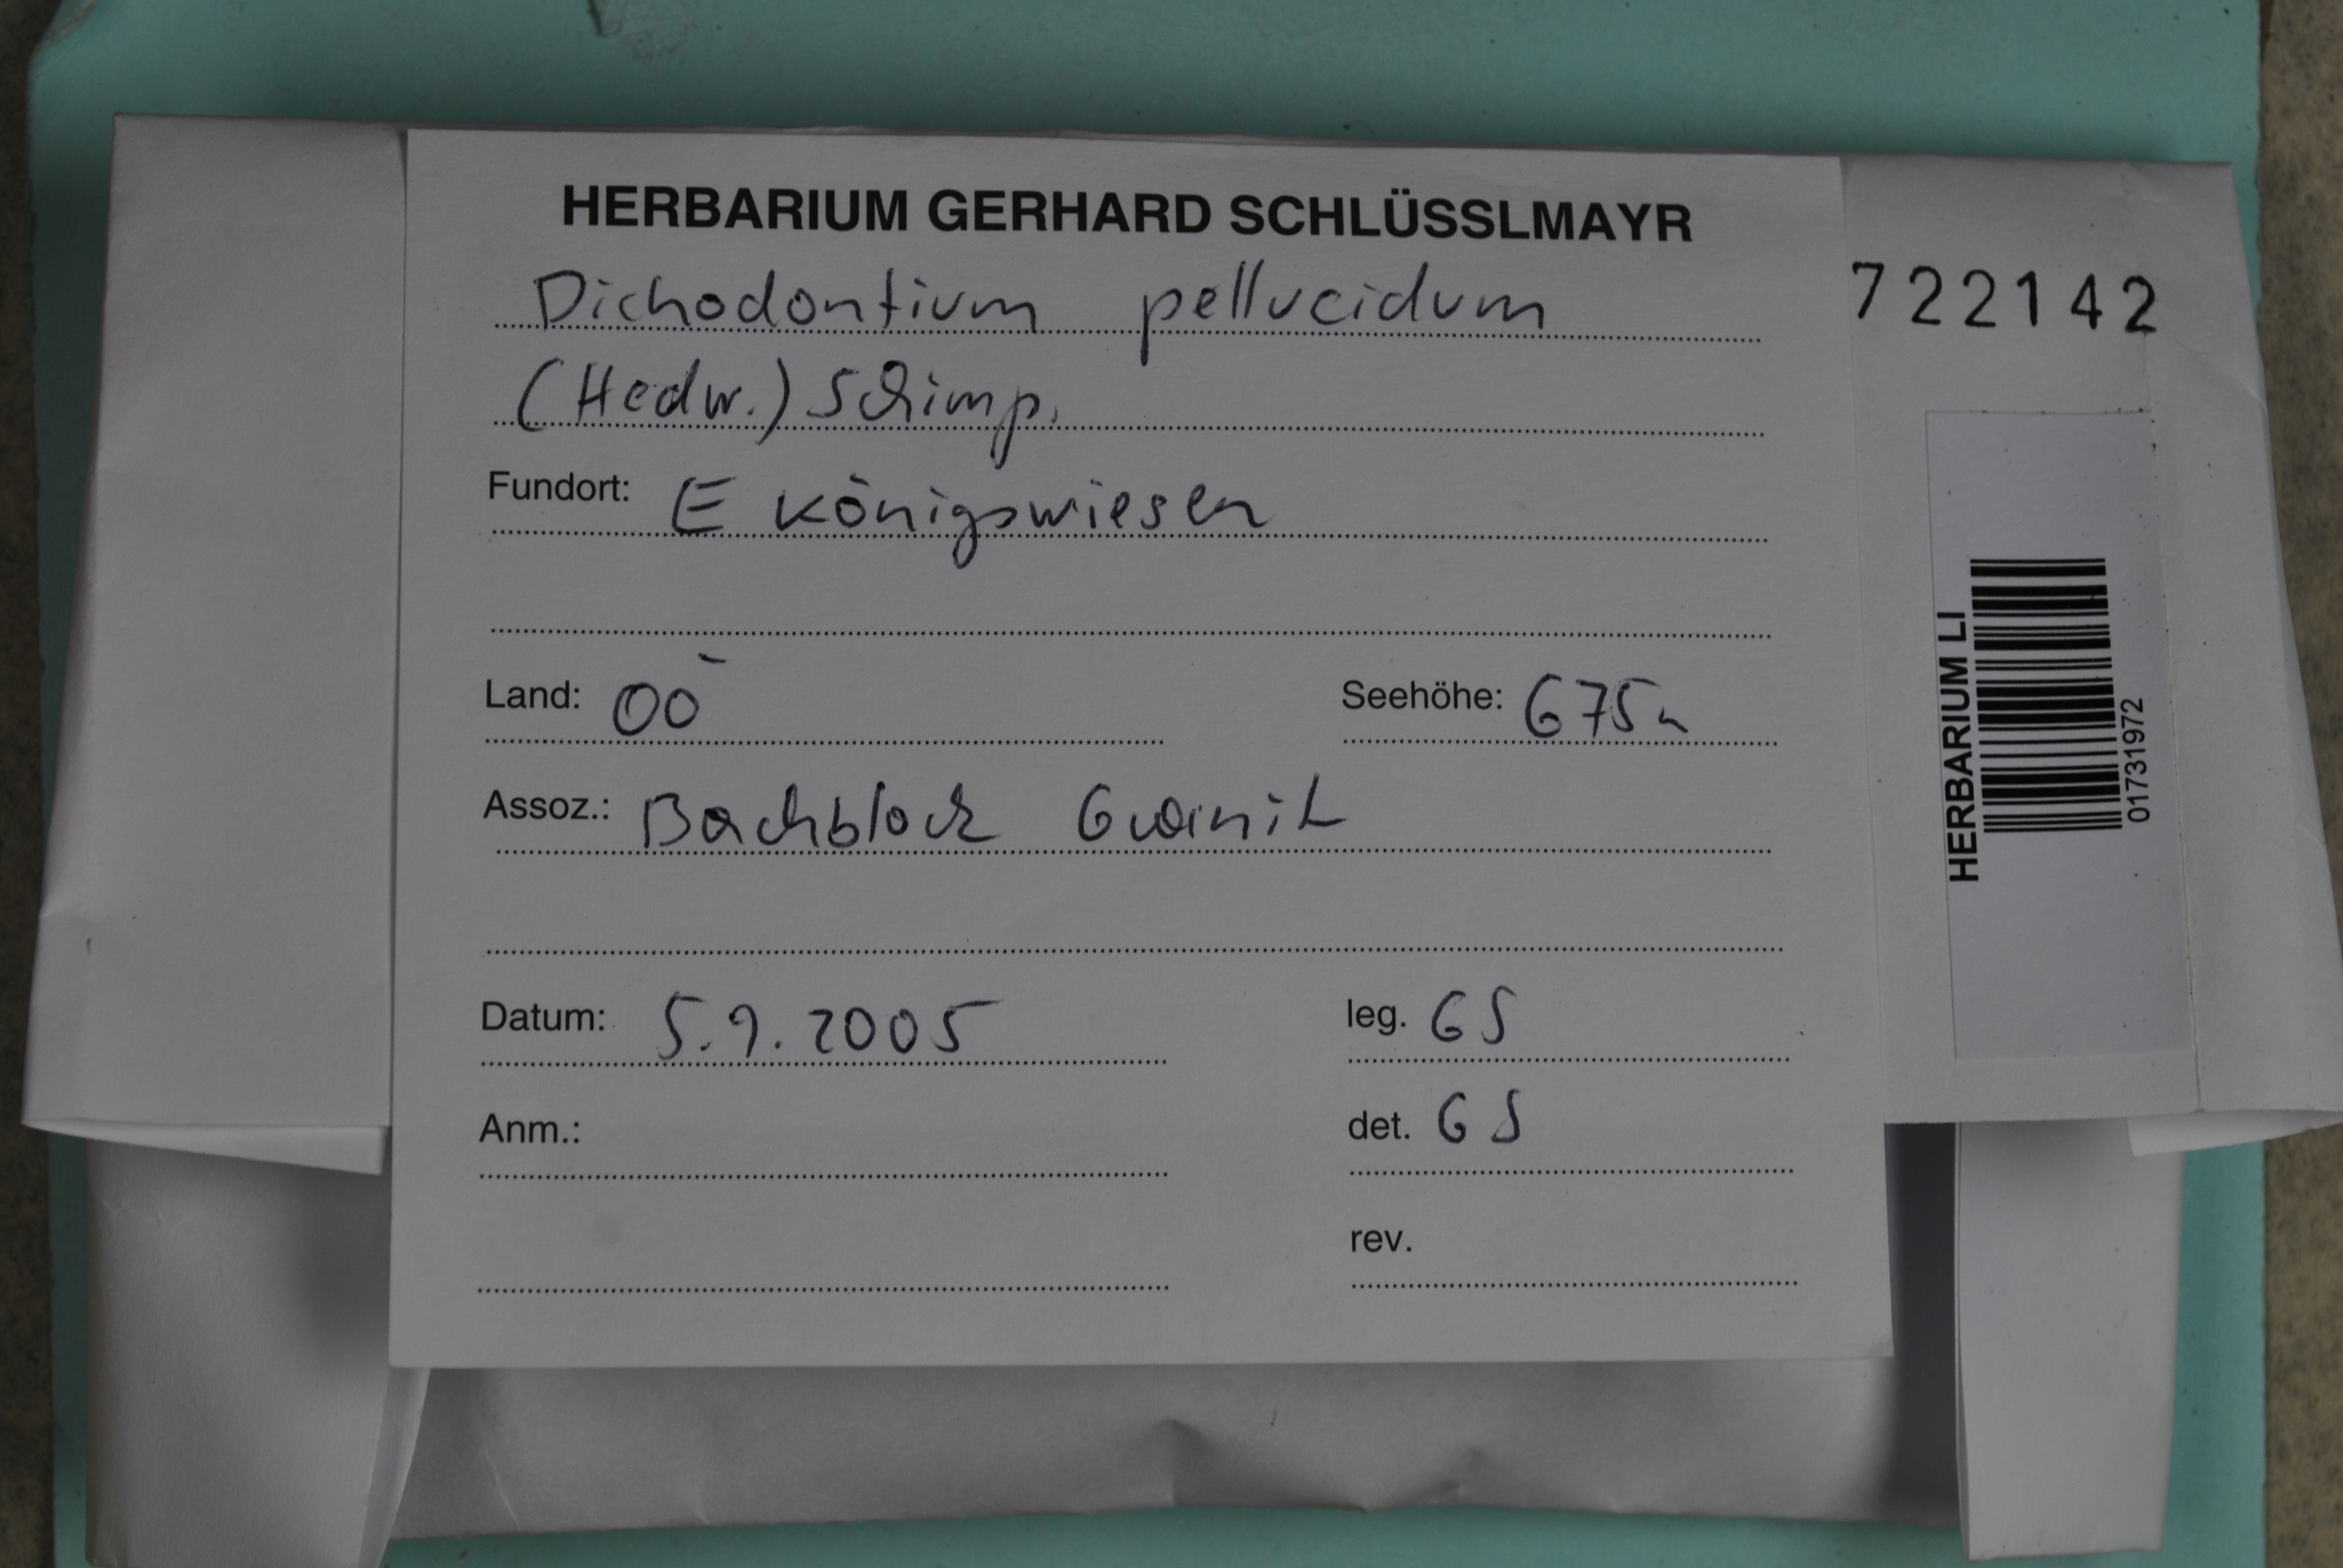 HERBARIUM GERHARD SCHLÜSSLMAYR
Dichodontium pellucidum
(Hedw.) Schimp.
Fundort: E Königswiesen
Land: OÖ
Seehöhe: 675m
Assoz.: Bachblock Granit
Datum: 5.9.2005
leg. GS
Anm.:
det. GS
rev.
722142
HERBARIUM LI
01731972